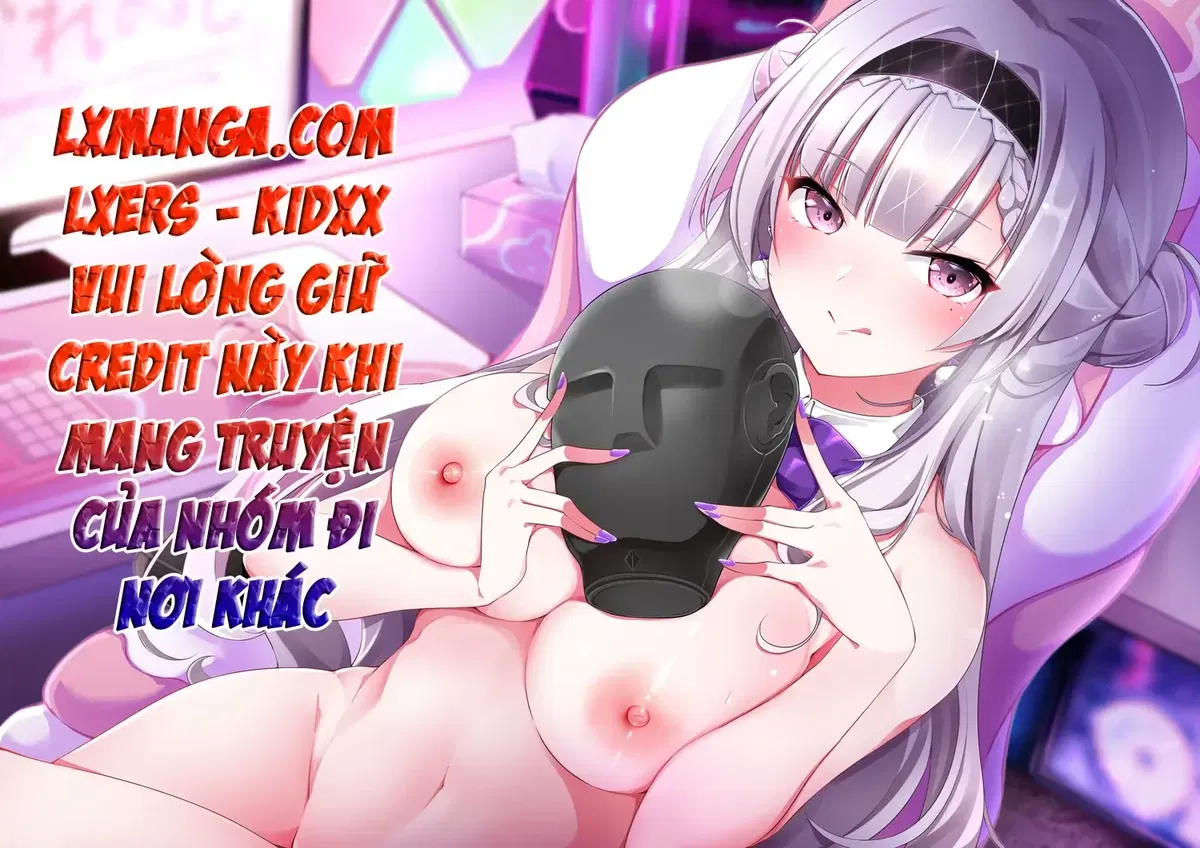 LXMANGA.COM
LXERS - KIDXX
VUI LÒNG GIỮ
CREDIT NÀY KHI
MANG TRUYỆN
CỦA NHÓM ĐI
NƠI KHÁC